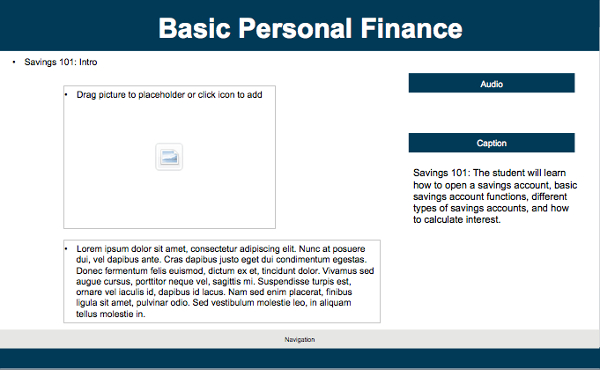 Basic Personal Finance
• Savings 101: Intro
• Drag picture to placeholder or click icon to add
Audio
Caption
Savings 101: The student will learn
how to open a savings account, basic
savings account functions, different
types of savings accounts, and how
to calculate interest.
• Lorem ipsum dolor sit amet, consectetur adipiscing elit. Nunc at posuere
dui, vel dapibus ante. Cras dapibus justo eget dui condimentum egestas.
Donec fermentum felis euismod, dictum ex et, tincidunt dolor. Vivamus sed
augue cursus, porttitor neque vel, sagittis mi. Suspendisse turpis est,
ornare vel iaculis id, dapibus id lacus. Nam sed enim placerat, finibus
ligula sit amet, pulvinar odio. Sed vestibulum molestie leo, in aliquam
tellus molestie in.
Navigation